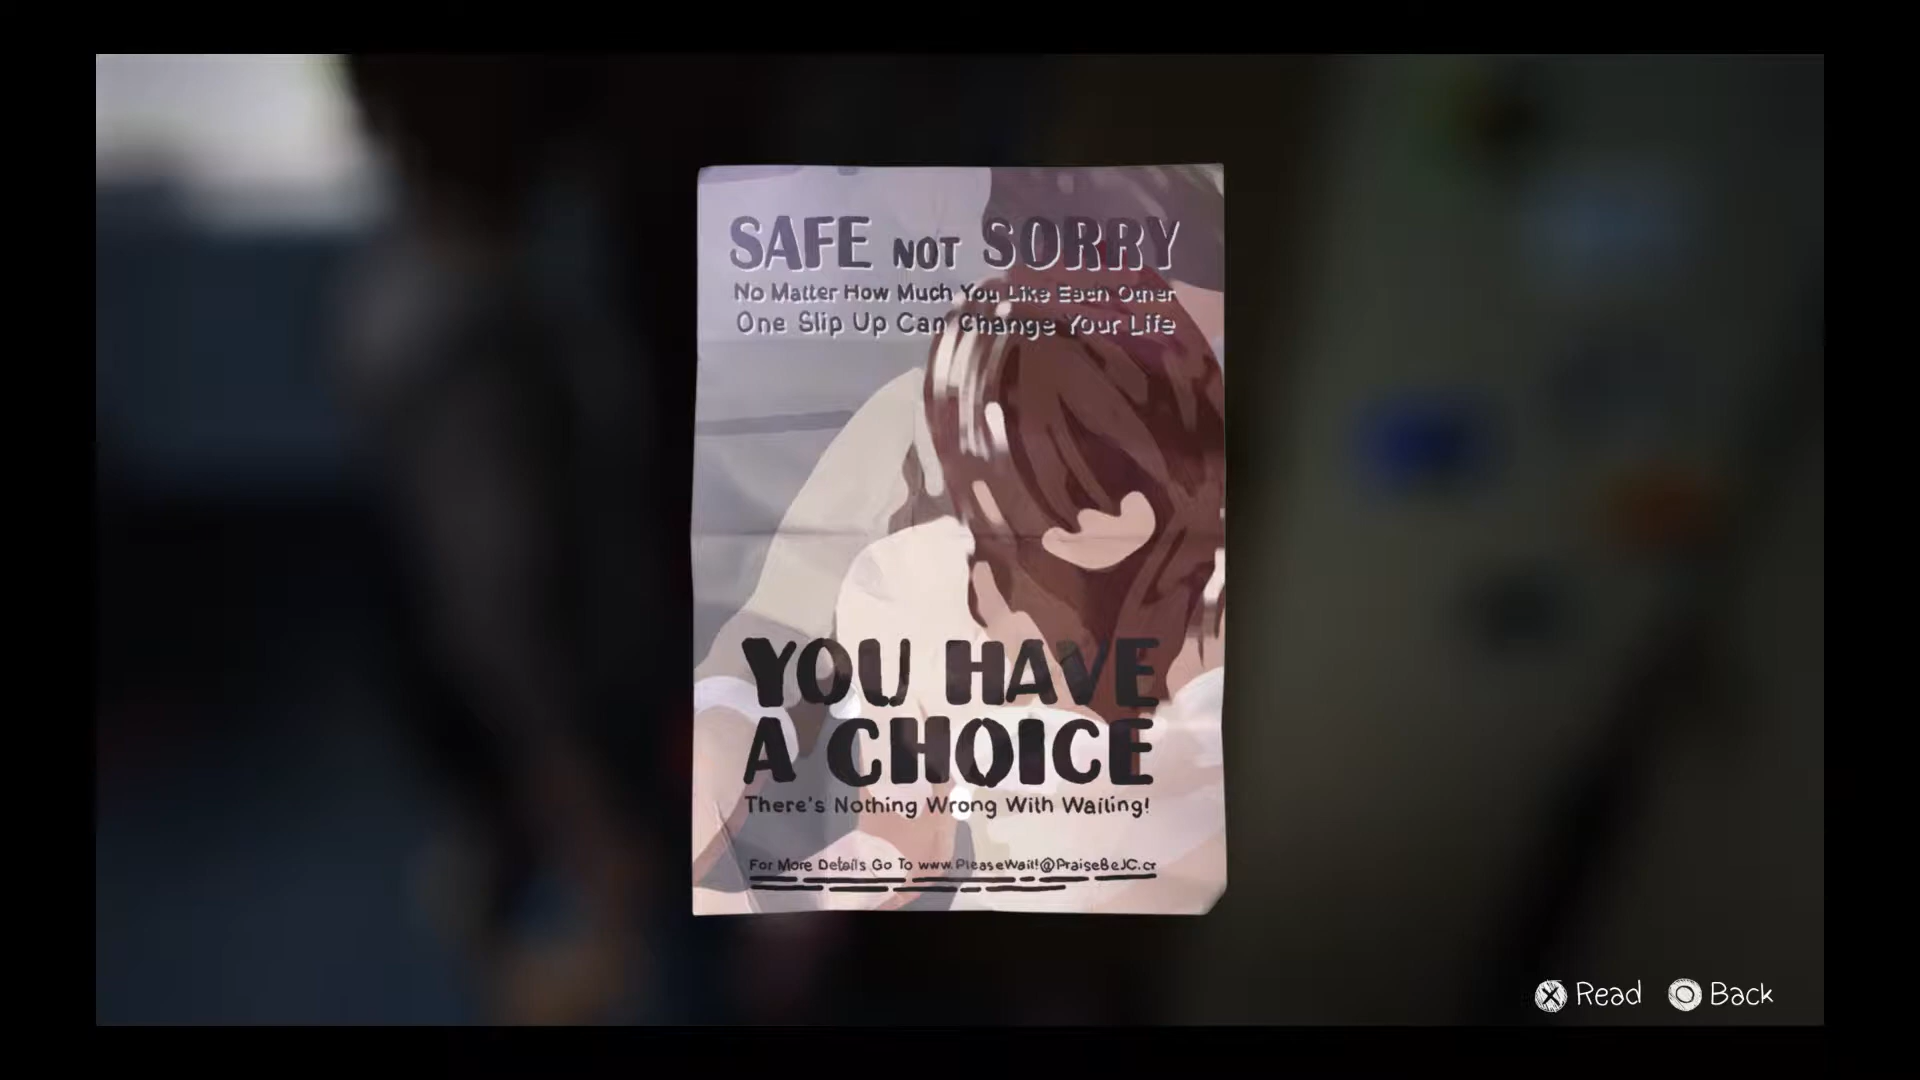 SAFE NOT SORRY
No Matter How Much You Like Each Other
One Slip Up Can Change Your Life
YOU HAVE
A CHOICE
There's Nothing Wrong With Waiting!
For More Details Go To www.PleaseWait!@PraiseBeJC.cr
Read
Back